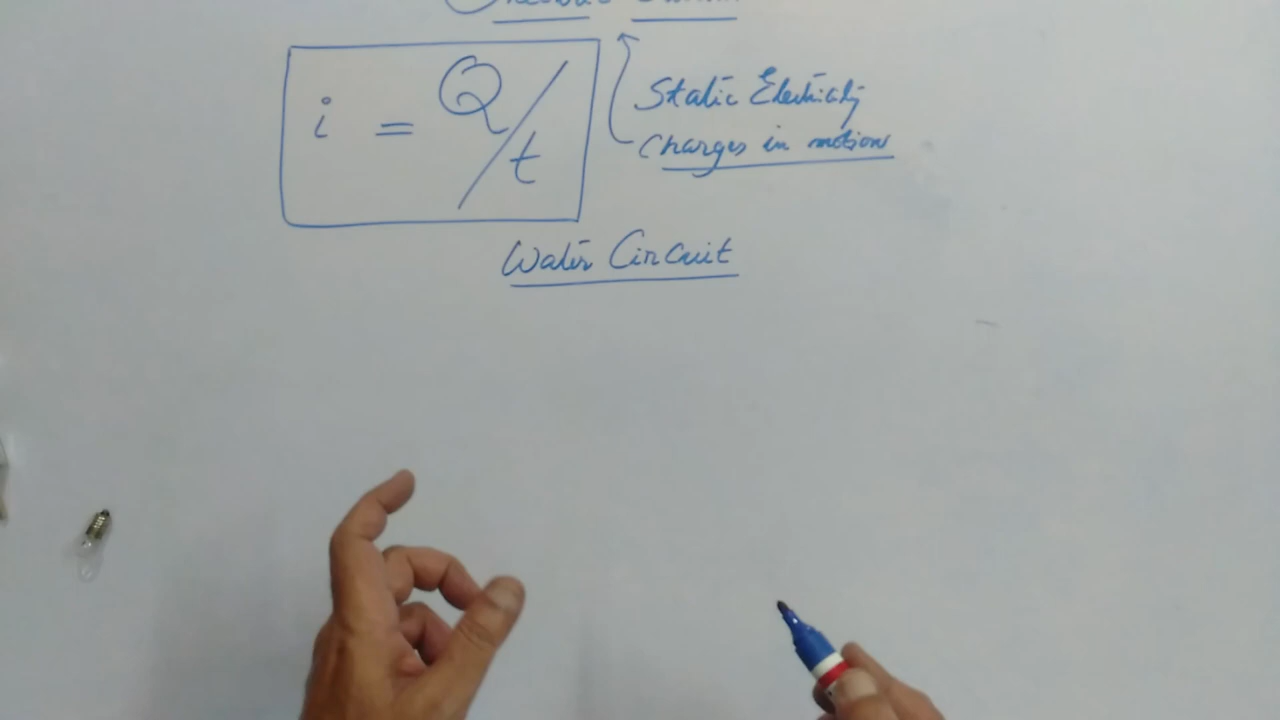 i = Q/t
Static Electricity
Charges in motion
Water Circuit